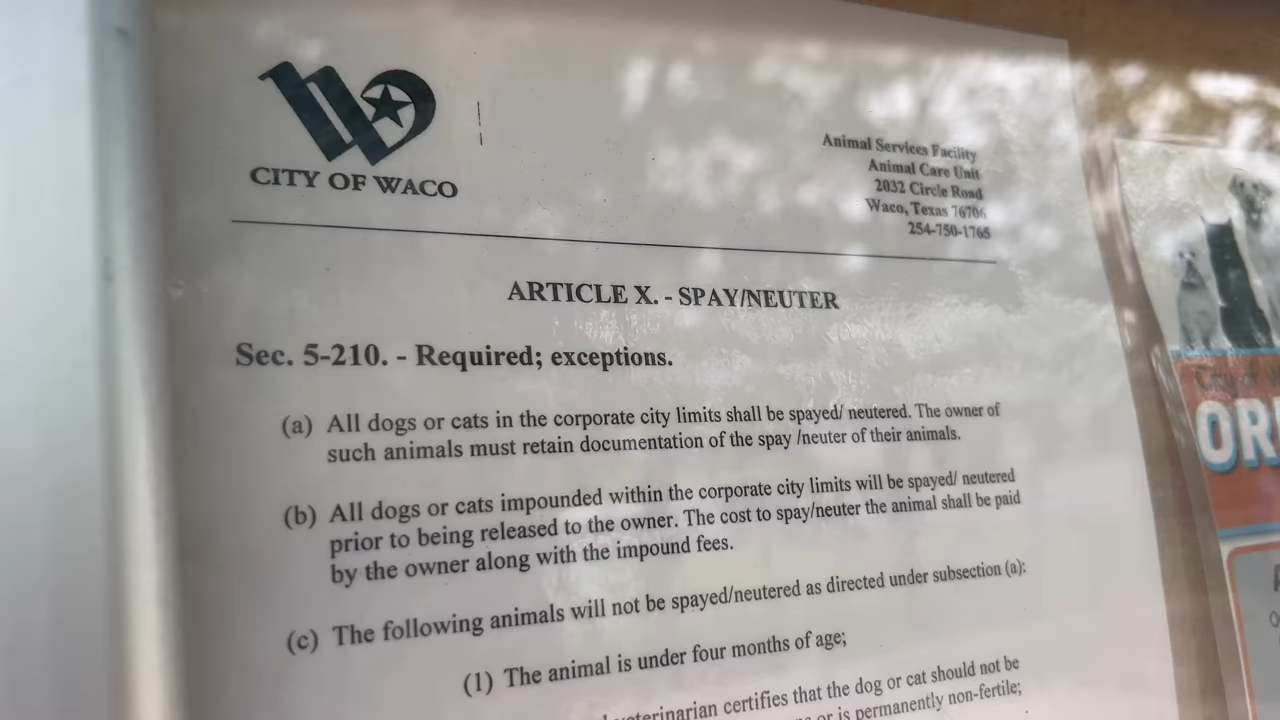 CITY OF WACO
Animal Services Facility
Animal Care Unit
2032 Circle Road
Waco, Texas 76706
254-750-1765
ARTICLE X. - SPAY/NEUTER
Sec. 5-210. - Required; exceptions.
(a) All dogs or cats in the corporate city limits shall be spayed/ neutered. The owner of
such animals must retain documentation of the spay /neuter of their animals.
(b) All dogs or cats impounded within the corporate city limits will be spayed/ neutered
prior to being released to the owner. The cost to spay/neuter the animal shall be paid
by the owner along with the impound fees.
(c) The following animals will not be spayed/neutered as directed under subsection (a):
(1) The animal is under four months of age;
veterinarian certifies that the dog or cat should not be
or is permanently non-fertile;
City of
OR